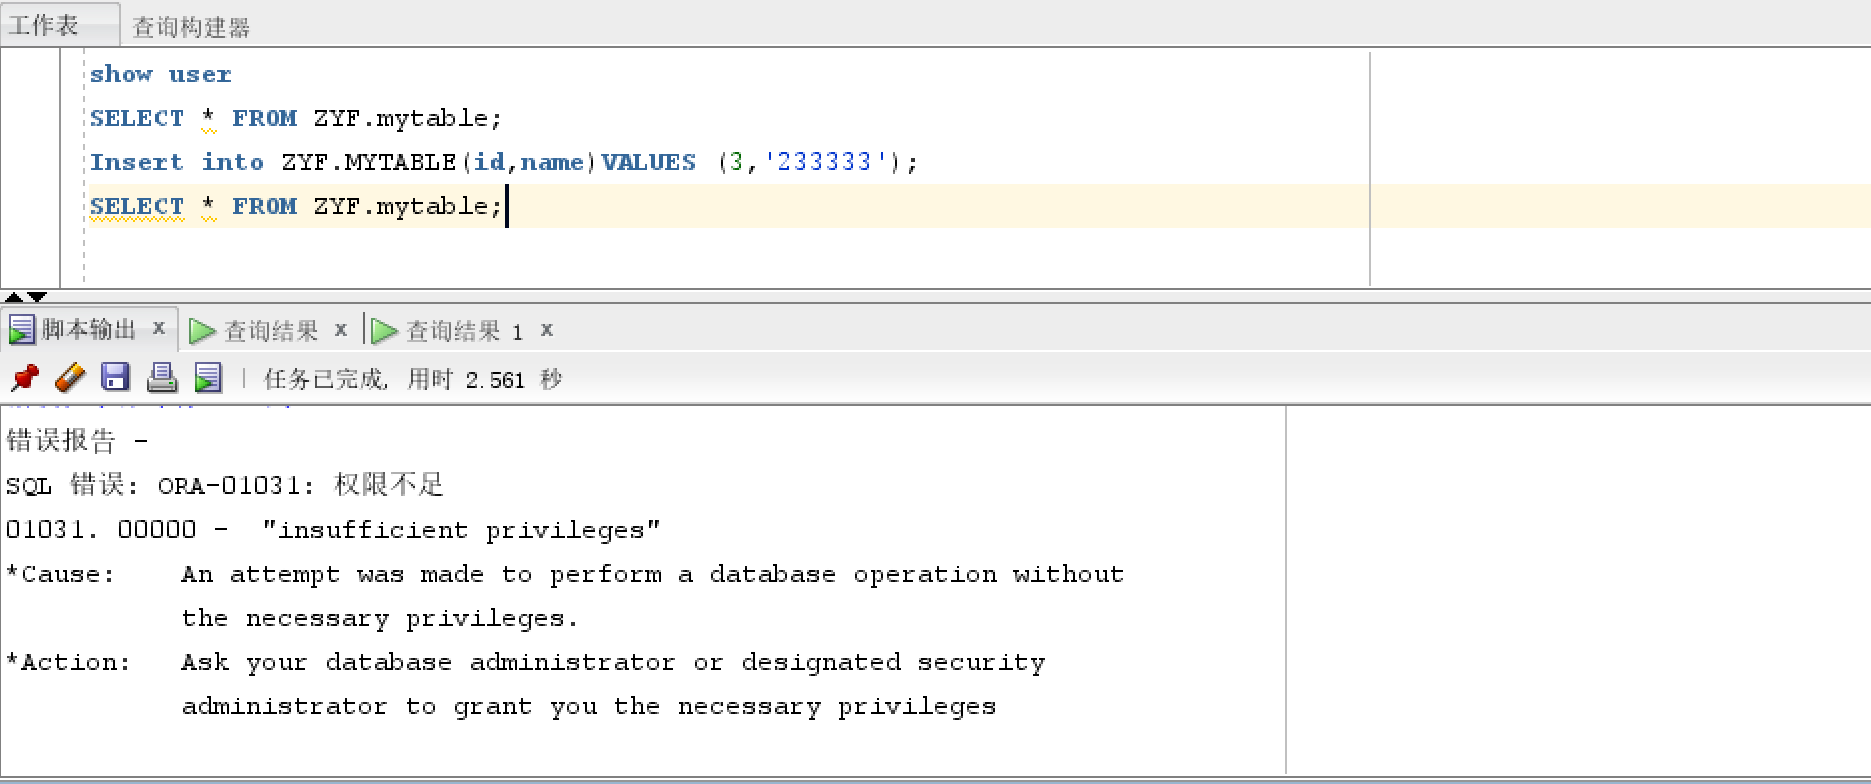 工作表 查询构建器
show user
SELECT * FROM ZYF.mytable;
Insert into ZYF.MYTABLE(id,name)VALUES (3,'233333');
SELECT * FROM ZYF.mytable;
脚本输出 x 查询结果 x 查询结果 1 x
任务已完成, 用时 2.561 秒
错误报告 -
SQL 错误: ORA-01031: 权限不足
01031. 00000 - "insufficient privileges"
*Cause: An attempt was made to perform a database operation without
the necessary privileges.
*Action: Ask your database administrator or designated security
administrator to grant you the necessary privileges